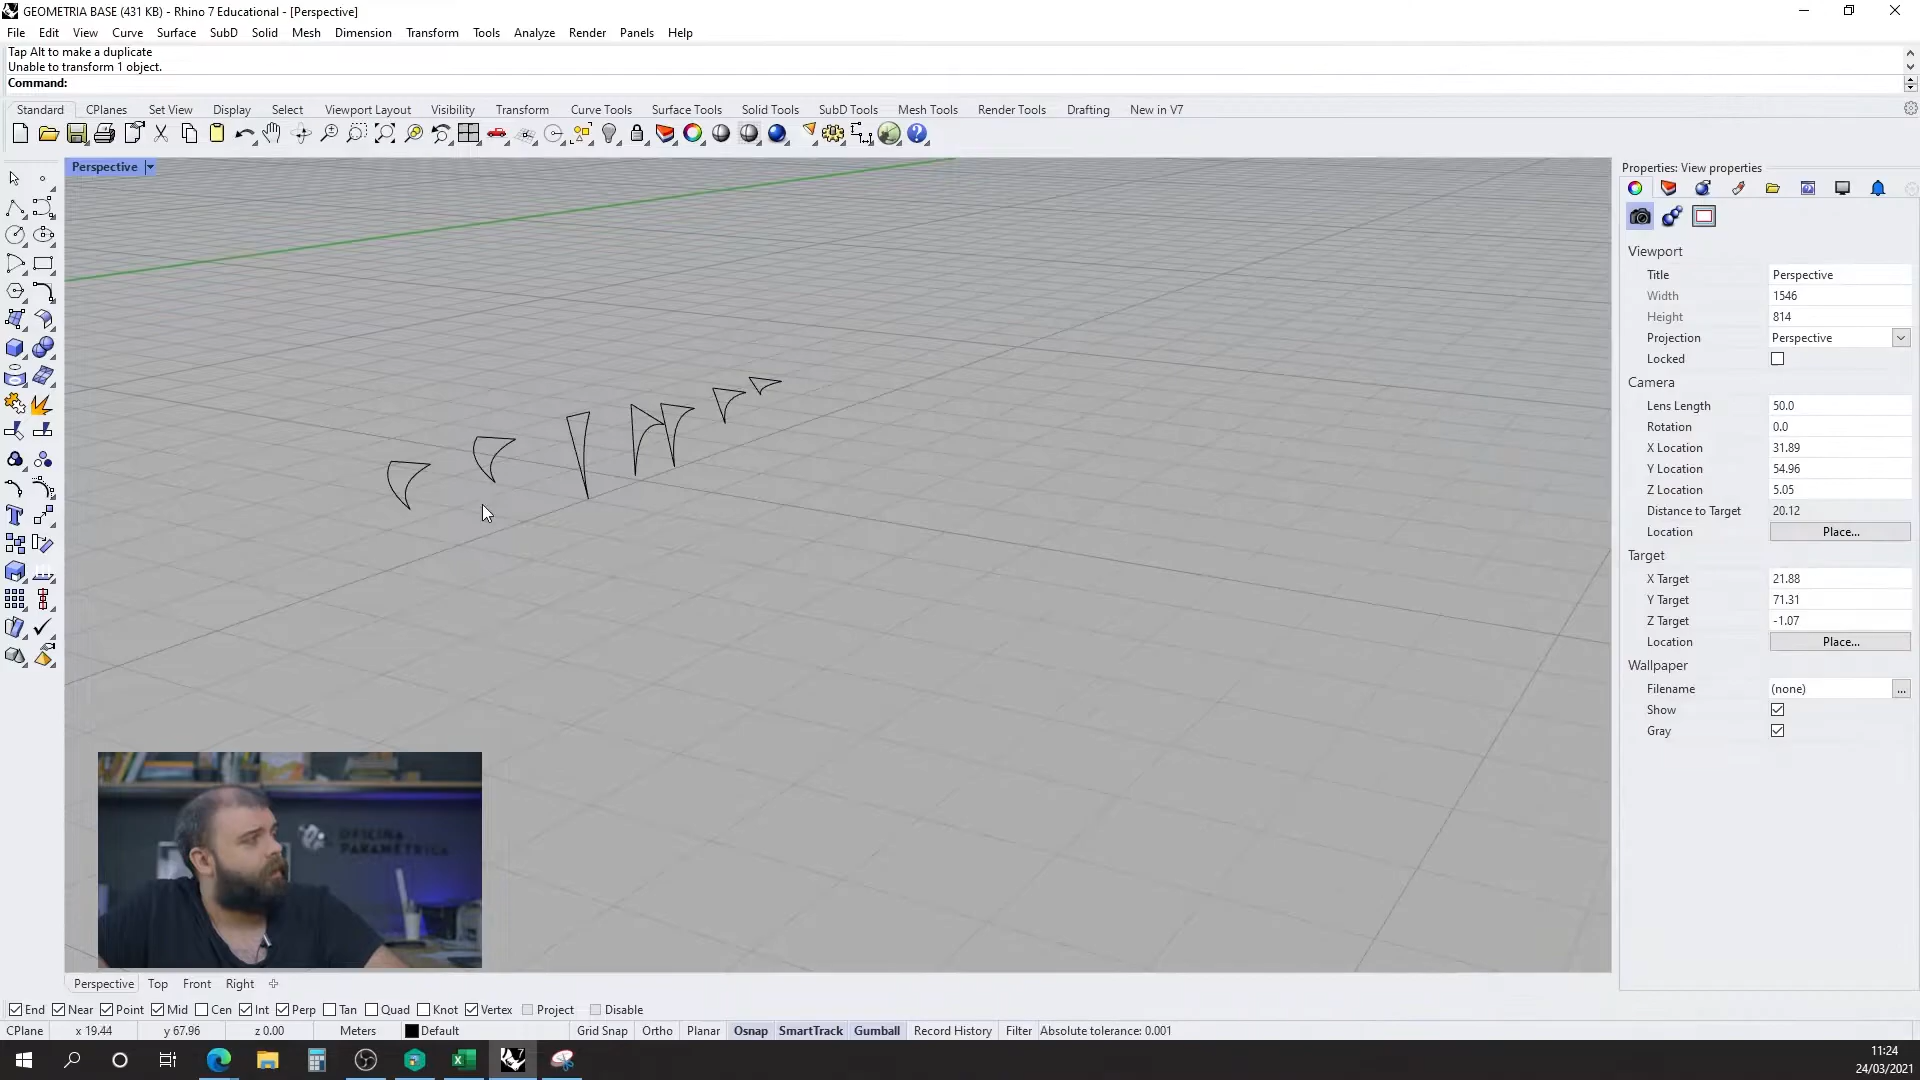 GEOMETRIA BASE (431 KB) - Rhino 7 Educational - [Perspective]
File Edit View Curve Surface SubD Solid Mesh Dimension Transform Tools Analyze Render Panels Help
Tap Alt to make a duplicate
Unable to transform 1 object.
Command:
Standard CPlanes Set View Display Select Viewport Layout Visibility Transform Curve Tools Surface Tools Solid Tools SubD Tools Mesh Tools Render Tools Drafting New in V7
Perspective
Properties: View properties
Viewport
Title Perspective
Width 1546
Height 814
Projection Perspective
Locked
Camera
Lens Length 50.0
Rotation 0.0
X Location 31.89
Y Location 54.96
Z Location 5.05
Distance to Target 20.12
Location Place...
Target
X Target 21.88
Y Target 71.31
Z Target -1.07
Location Place...
Wallpaper
Filename (none) ...
Show
Gray
OFICINA
PARAMÉTRICA
Perspective Top Front Right
End Near Point Mid Cen Int Perp Tan Quad Knot Vertex Project Disable
CPlane x 19.44 y 67.96 z 0.00 Meters Default Grid Snap Ortho Planar Osnap SmartTrack Gumball Record History Filter Absolute tolerance: 0.001
11:24
24/03/2021